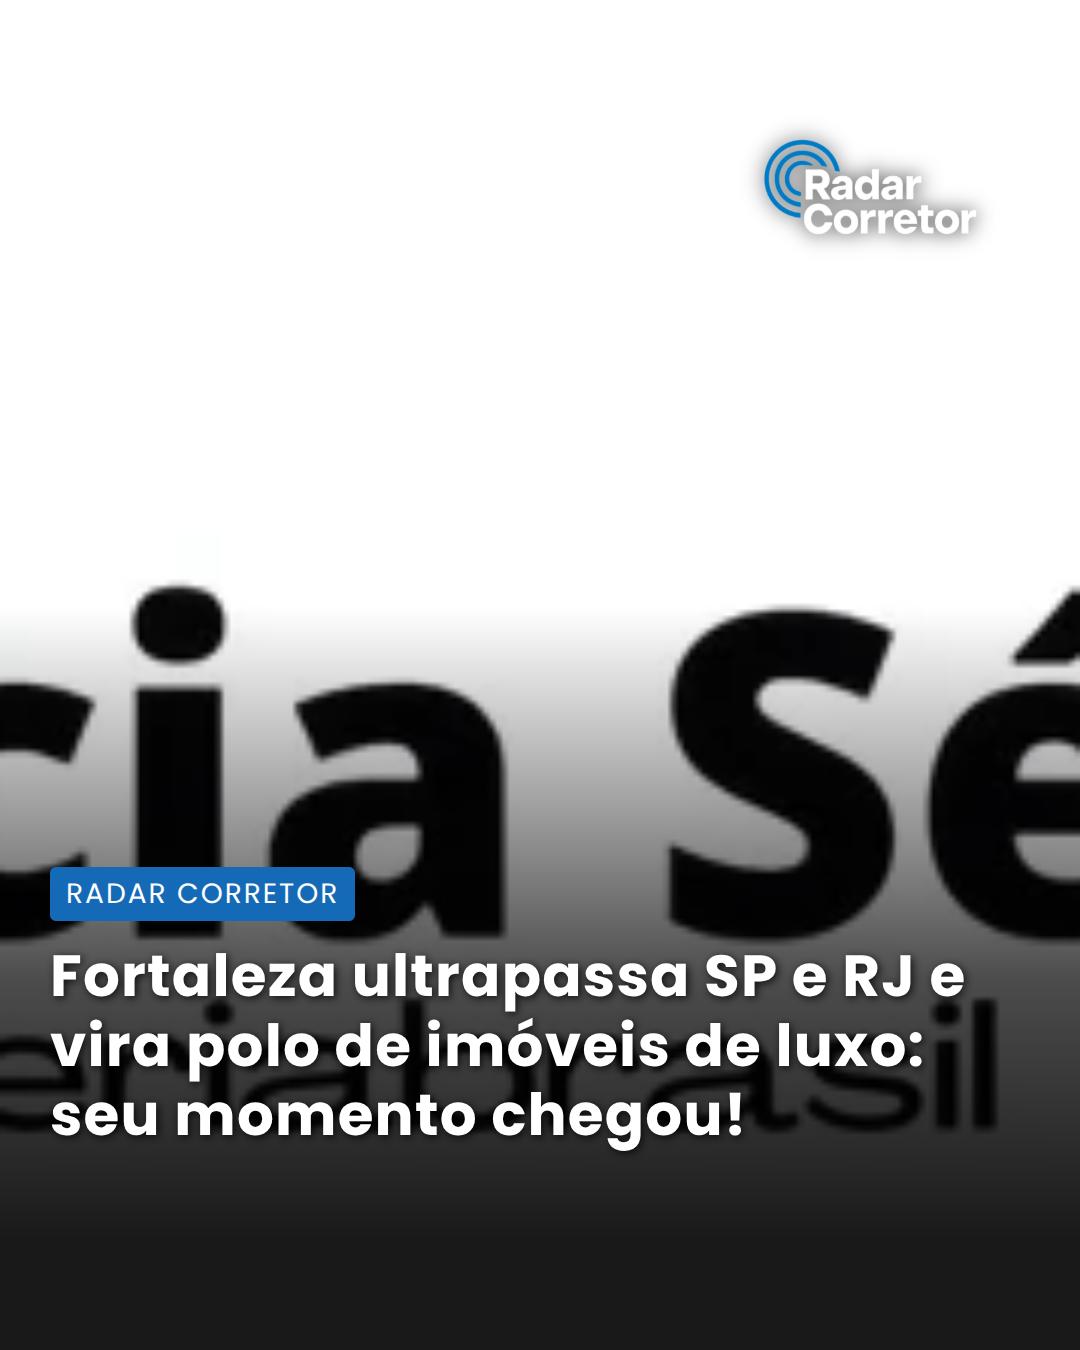 Radar
Corretor
cia Sé
RADAR CORRETOR
Fortaleza ultrapassa SP e RJ e
vira polo de imóveis de luxo:
seu momento chegou!